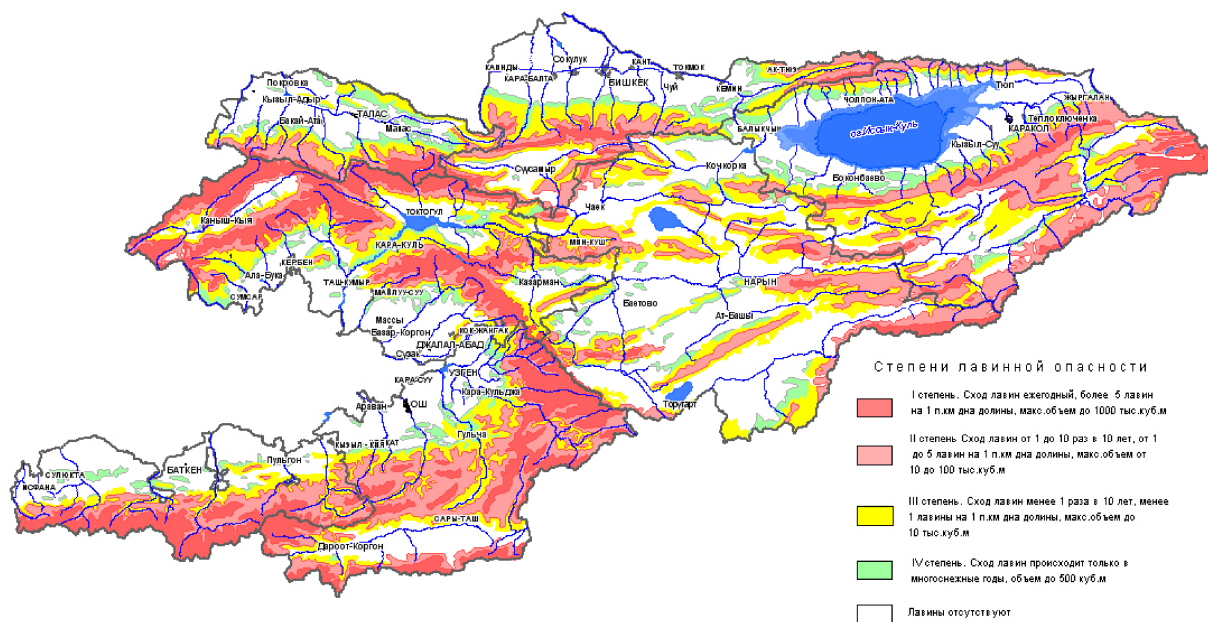 КАИНДЫ
Сокулук
КАНТ
ТОКМОК
КАРА-БАЛТА
БИШКЕК
Чуй
КЕМИН
АК-ТЮЗ
Тюп
ЖЫРГАЛАН
Покровка
Кызыл-Адыр
ТАЛАС
Бакай-Ата
ЧОЛПОН-АТА
Теплоключенка
КАРАКОЛ
БАЛЫКЧЫ
оз.Иссык-Куль
Кызыл-Суу
Кочкорка
Боконбаево
Суусамыр
Чаек
Каныш-Кыя
ТОКТОГУЛ
МИН-КУШ
КАРА-КУЛЬ
КЕРБЕН
Ала-Бука
ТАШ-КУМЫР
Казарман
НАРЫН
СУМСАР
МАЙЛУУ-СУУ
Баетово
Ат-Башы
Массы
Базар-Коргон
КОК-ЖАНГАК
ДЖАЛАЛ-АБАД
Сузак
УЗГЕН
КАРА-СУУ
Кара-Кульджа
Торугарт
Араван
ОШ
Гульча
Пульгон
БАТКЕН
СУЛЮКТА
ИСФАНА
САРЫ-ТАШ
Дароот-Коргон
Степени лавинной опасности
I степень. Сход лавин ежегодный, более 5 лавин
на 1 п.км дна долины, макс.объем до 1000 тыс.куб.м
II степень Сход лавин от 1 до 10 раз в 10 лет, от 1
до 5 лавин на 1 п.км дна долины, макс.объем от
10 до 100 тыс.куб.м
III степень. Сход лавин менее 1 раза в 10 лет, менее
1 лавины на 1 п.км дна долины, макс.объем до
10 тыс.куб.м
IV степень. Сход лавин происходит только в
многоснежные годы, объем до 500 куб.м
Лавины отсутствуют